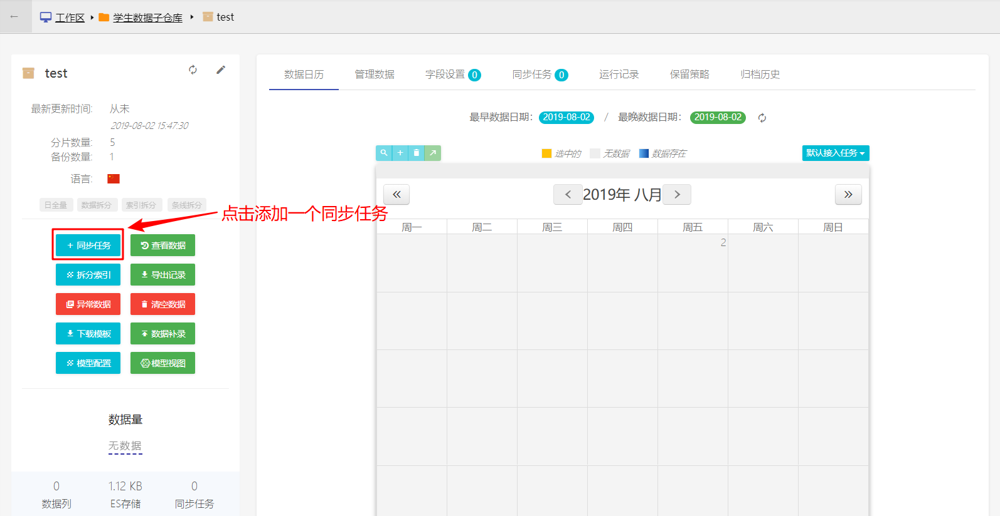 工作区 学生数据子仓库 test
test
最新更新时间: 从未
2019-08-02 15:47:30
分片数量: 5
备份数量: 1
语言:
日全量 数据拆分 索引拆分 条线拆分
点击添加一个同步任务
+ 同步任务 查看数据
拆分索引 导出记录
异常数据 清空数据
下载模板 数据补录
模型配置 模型视图
数据量
无数据
0 1.12 KB 0
数据列 ES存储 同步任务
数据日历 管理数据 字段设置 0 同步任务 0 运行记录 保留策略 归档历史
最早数据日期: 2019-08-02 / 最晚数据日期: 2019-08-02
选中的 无数据 数据存在 默认接入任务
« < 2019年 八月 > »
周一 周二 周三 周四 周五 周六 周日
2